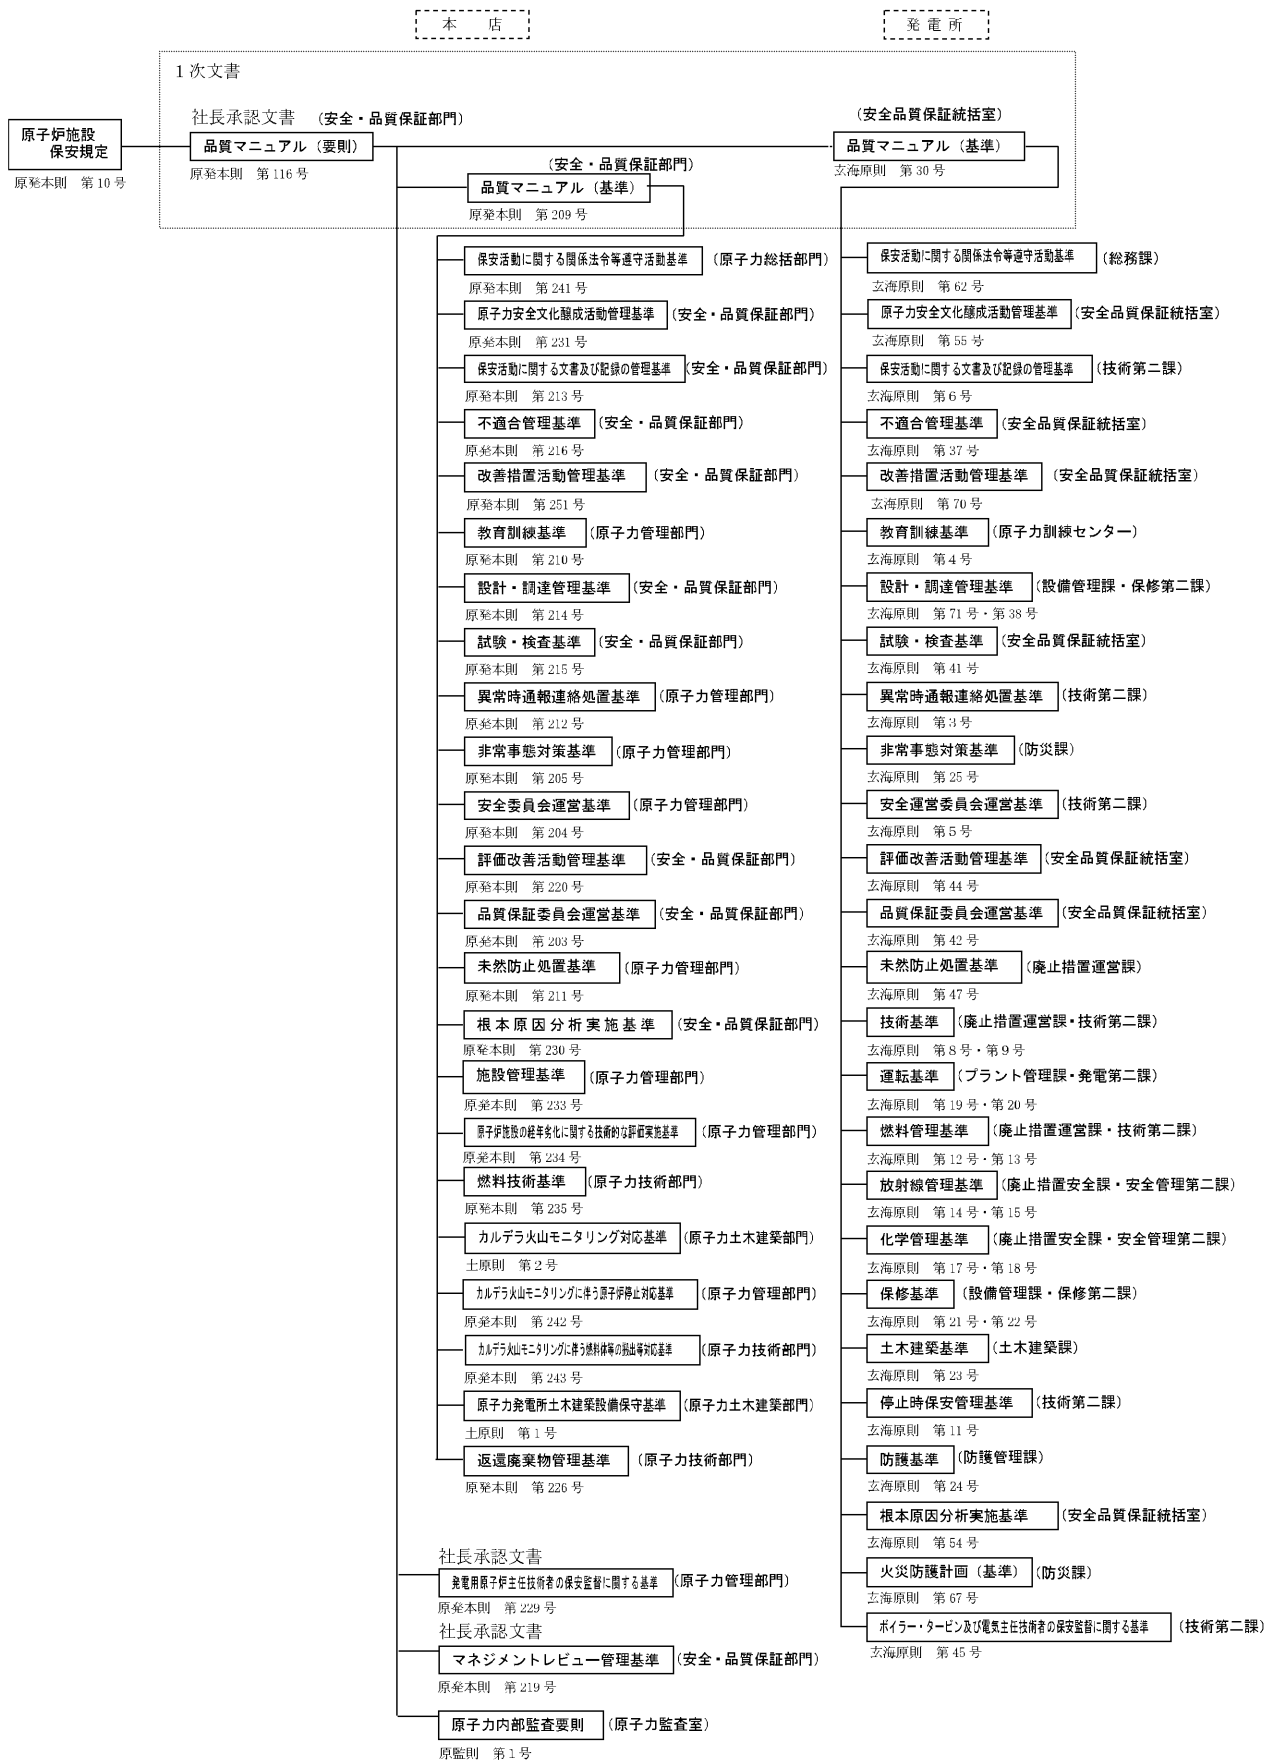 本　店
発電所
1次文書
社長承認文書 (安全・品質保証部門)
(安全品質保証統括室)
原子炉施設
保安規定
品質マニュアル（要則）
品質マニュアル（基準）
原発本則　第10号
原発本則　第116号
玄海原則　第30号
(安全・品質保証部門)
品質マニュアル（基準）
原発本則　第209号
保安活動に関する関係法令等遵守活動基準 (原子力総括部門)
原発本則　第241号
原子力安全文化醸成活動管理基準 (安全・品質保証部門)
原発本則　第231号
保安活動に関する文書及び記録の管理基準 (安全・品質保証部門)
原発本則　第213号
不適合管理基準 (安全・品質保証部門)
原発本則　第216号
改善措置活動管理基準 (安全・品質保証部門)
原発本則　第251号
教育訓練基準 (原子力管理部門)
原発本則　第210号
設計・調達管理基準 (安全・品質保証部門)
原発本則　第214号
試験・検査基準 (安全・品質保証部門)
原発本則　第215号
異常時通報連絡処置基準 (原子力管理部門)
原発本則　第212号
非常事態対策基準 (原子力管理部門)
原発本則　第205号
安全委員会運営基準 (原子力管理部門)
原発本則　第204号
評価改善活動管理基準 (安全・品質保証部門)
原発本則　第220号
品質保証委員会運営基準 (安全・品質保証部門)
原発本則　第203号
未然防止処置基準 (原子力管理部門)
原発本則　第211号
根本原因分析実施基準 (安全・品質保証部門)
原発本則　第230号
施設管理基準 (原子力管理部門)
原発本則　第233号
原子炉施設の経年劣化に関する技術的な評価実施基準 (原子力管理部門)
原発本則　第234号
燃料技術基準 (原子力技術部門)
原発本則　第235号
カルデラ火山モニタリング対応基準 (原子力土木建築部門)
土原則　第2号
カルデラ火山モニタリングに伴う原子炉停止対応基準 (原子力管理部門)
原発本則　第242号
カルデラ火山モニタリングに伴う燃料体等の搬出等対応基準 (原子力技術部門)
原発本則　第243号
原子力発電所土木建築設備保守基準 (原子力土木建築部門)
土原則　第1号
返還廃棄物管理基準 (原子力技術部門)
原発本則　第226号
社長承認文書
発電用原子炉主任技術者の保安監督に関する基準 (原子力管理部門)
原発本則　第229号
社長承認文書
マネジメントレビュー管理基準 (安全・品質保証部門)
原発本則　第219号
原子力内部監査要則 (原子力監査室)
原監則　第1号
保安活動に関する関係法令等遵守活動基準 (総務課)
玄海原則　第62号
原子力安全文化醸成活動管理基準 (安全品質保証統括室)
玄海原則　第55号
保安活動に関する文書及び記録の管理基準 (技術第二課)
玄海原則　第6号
不適合管理基準 (安全品質保証統括室)
玄海原則　第37号
改善措置活動管理基準 (安全品質保証統括室)
玄海原則　第70号
教育訓練基準 (原子力訓練センター)
玄海原則　第4号
設計・調達管理基準 (設備管理課・保修第二課)
玄海原則　第71号・第38号
試験・検査基準 (安全品質保証統括室)
玄海原則　第41号
異常時通報連絡処置基準 (技術第二課)
玄海原則　第3号
非常事態対策基準 (防災課)
玄海原則　第25号
安全運営委員会運営基準 (技術第二課)
玄海原則　第5号
評価改善活動管理基準 (安全品質保証統括室)
玄海原則　第44号
品質保証委員会運営基準 (安全品質保証統括室)
玄海原則　第42号
未然防止処置基準 (廃止措置運営課)
玄海原則　第47号
技術基準 (廃止措置運営課・技術第二課)
玄海原則　第8号・第9号
運転基準 (プラント管理課・発電第二課)
玄海原則　第19号・第20号
燃料管理基準 (廃止措置運営課・技術第二課)
玄海原則　第12号・第13号
放射線管理基準 (廃止措置安全課・安全管理第二課)
玄海原則　第14号・第15号
化学管理基準 (廃止措置安全課・安全管理第二課)
玄海原則　第17号・第18号
保修基準 (設備管理課・保修第二課)
玄海原則　第21号・第22号
土木建築基準 (土木建築課)
玄海原則　第23号
停止時保安管理基準 (技術第二課)
玄海原則　第11号
防護基準 (防護管理課)
玄海原則　第24号
根本原因分析実施基準 (安全品質保証統括室)
玄海原則　第54号
火災防護計画（基準） (防災課)
玄海原則　第67号
ボイラー・タービン及び電気主任技術者の保安監督に関する基準 (技術第二課)
玄海原則　第45号